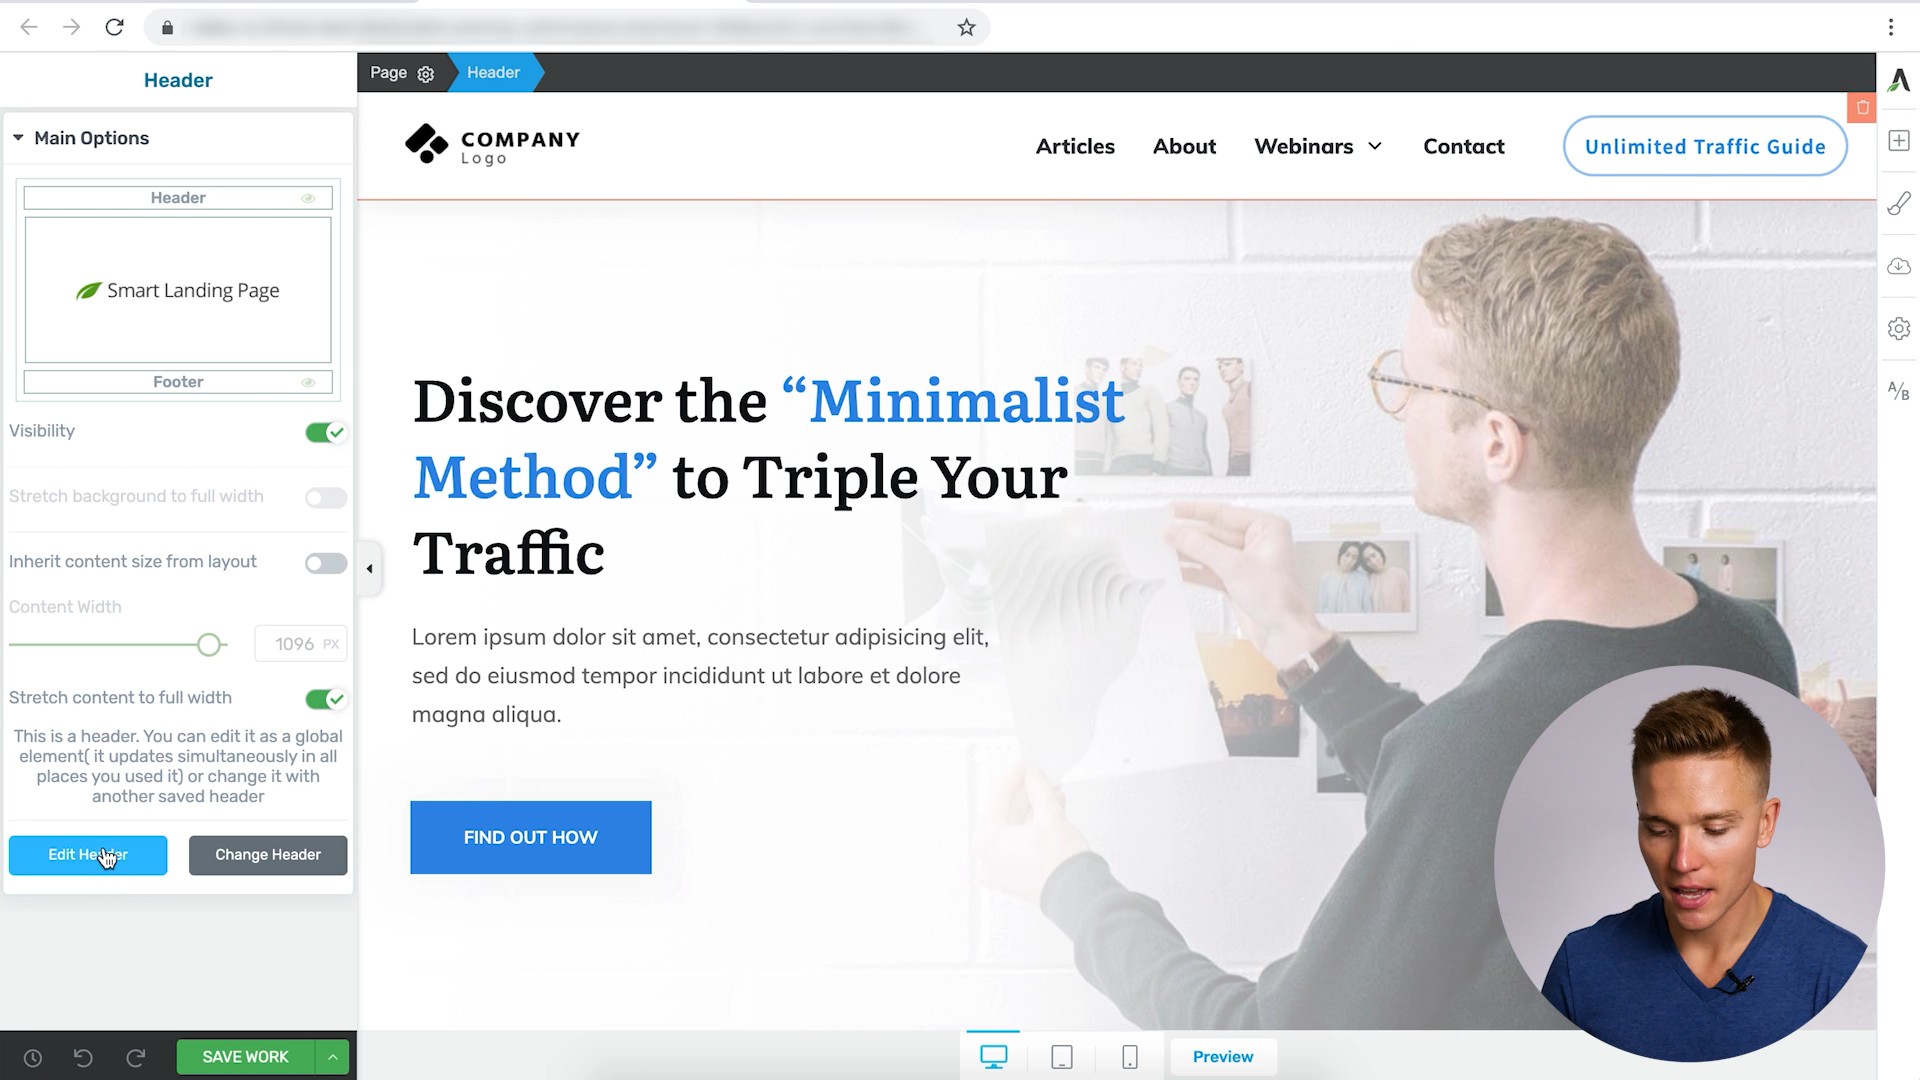 Header
Main Options
Header
Smart Landing Page
Footer
Visibility
Stretch background to full width
Inherit content size from layout
Content Width
1096 PX
Stretch content to full width
This is a header. You can edit it as a global
element( it updates simultaneously in all
places you used it) or change it with
another saved header
Edit Header
Change Header
SAVE WORK
Page
Header
COMPANY
Logo
Articles
About
Webinars
Contact
Unlimited Traffic Guide
Discover the “Minimalist
Method” to Triple Your
Traffic
Lorem ipsum dolor sit amet, consectetur adipisicing elit,
sed do eiusmod tempor incididunt ut labore et dolore
magna aliqua.
FIND OUT HOW
Preview
A/B